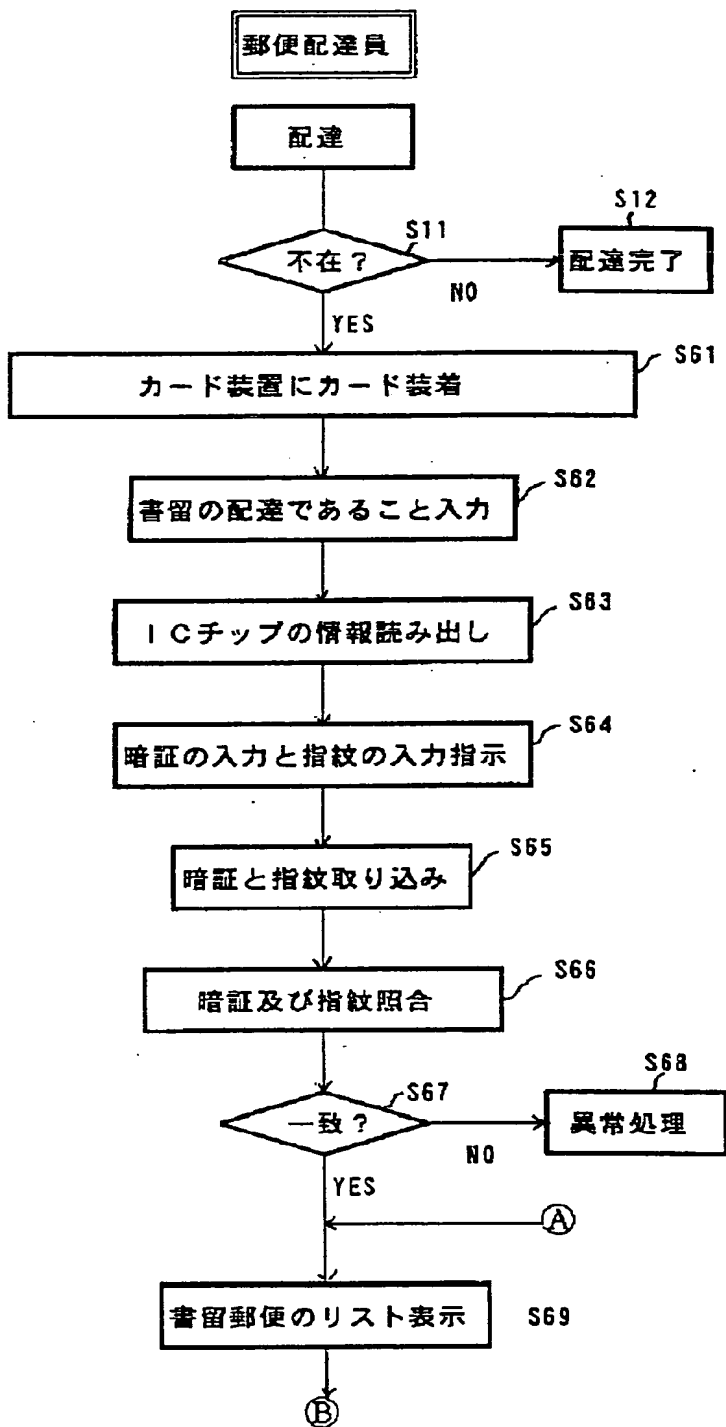 郵便配達員
配達
S11
S12
不在？
配達完了
NO
YES
S61
カード装置にカード装着
S62
書留の配達であること入力
S63
ICチップの情報読み出し
S64
暗証の入力と指紋の入力指示
S65
暗証と指紋取り込み
S66
暗証及び指紋照合
S67
S68
一致？
異常処理
NO
YES
Ⓐ
書留郵便のリスト表示
S69
Ⓑ